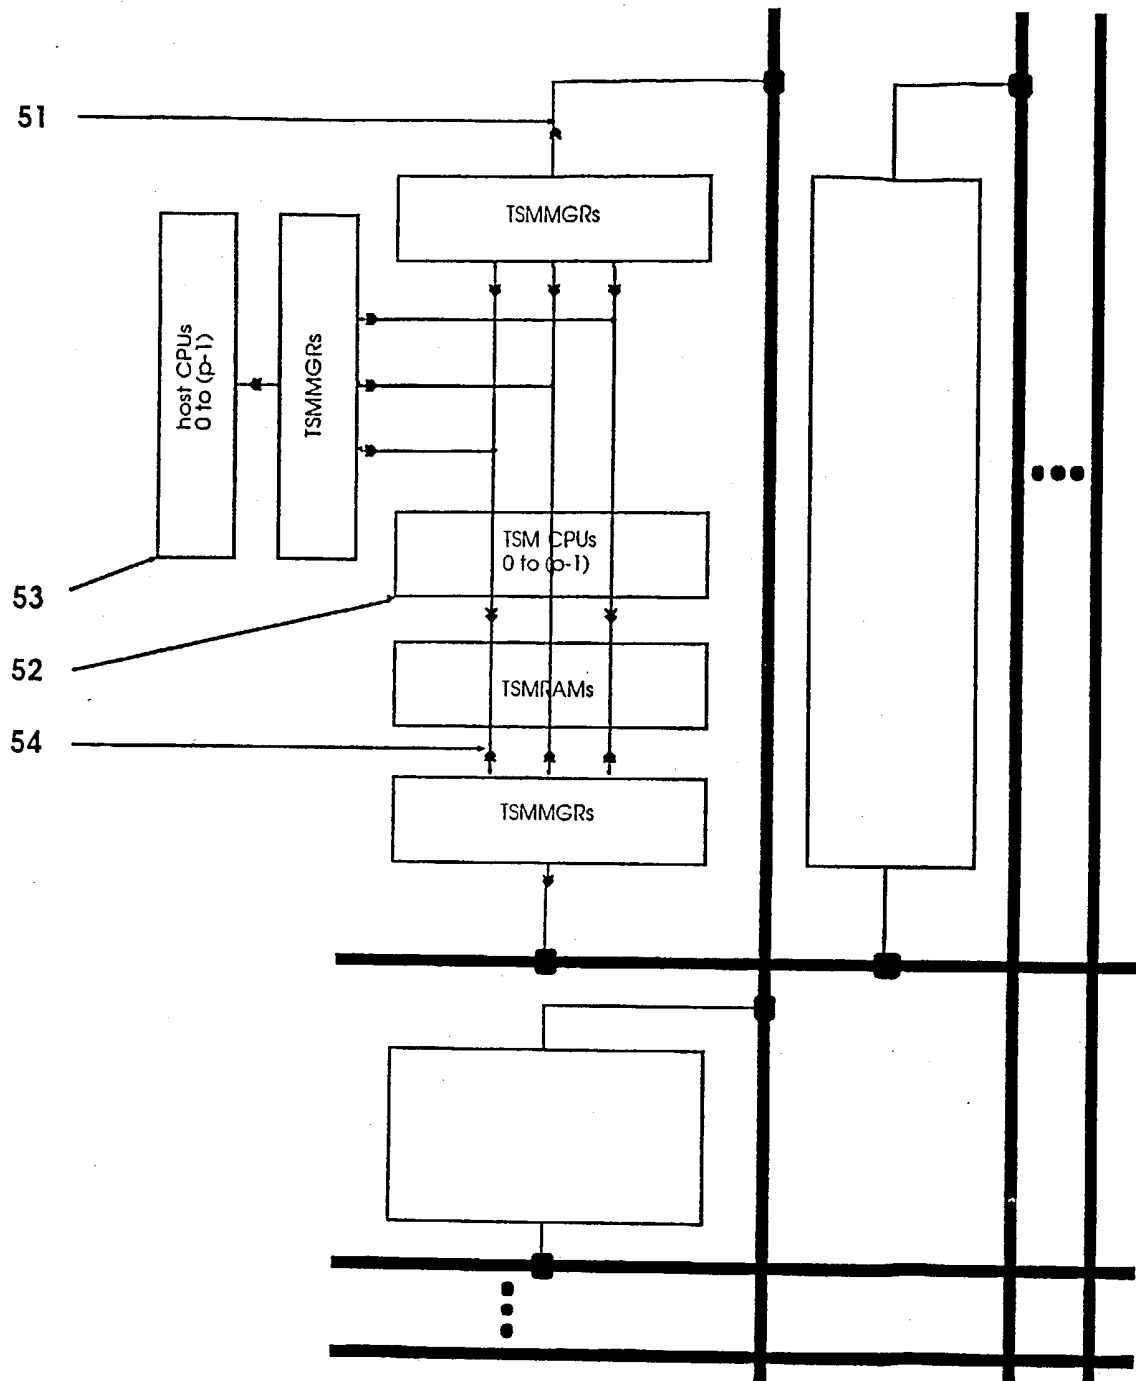 51
TSMMGRs
host CPUs
0 to (p-1)
TSMMGRs
TSM CPUs
0 to (p-1)
53
52
TSMRAMs
54
TSMMGRs